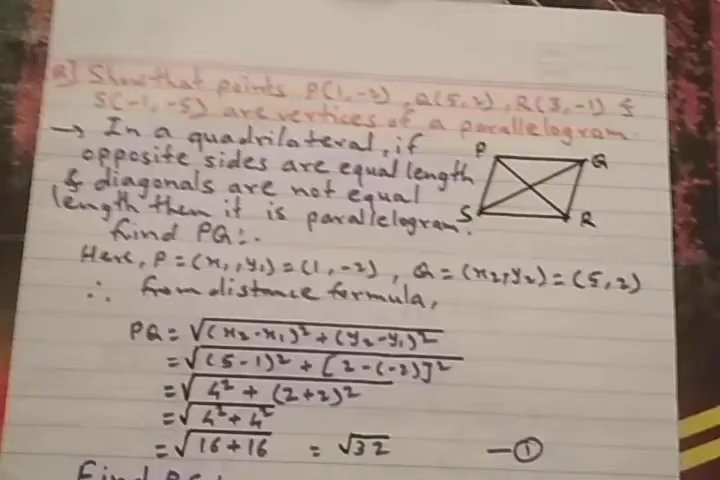 Q] Show that points P(1,-2), Q(5,2), R(3,-1) &
S(-1,-5) are vertices of a parallelogram.
→ In a quadrilateral, if
opposite sides are equal length
& diagonals are not equal
length then it is parallelogram.
P
Q
S
R
find PQ:.
Here, P = (x₁,y₁) = (1,-2), Q = (x₂,y₂) = (5,2)
∴ from distance formula,
PQ = √(x₂-x₁)² + (y₂-y₁)²
= √(5-1)² + [2-(-2)]²
= √4² + (2+2)²
= √4² + 4²
= √16+16 = √32 —①
find